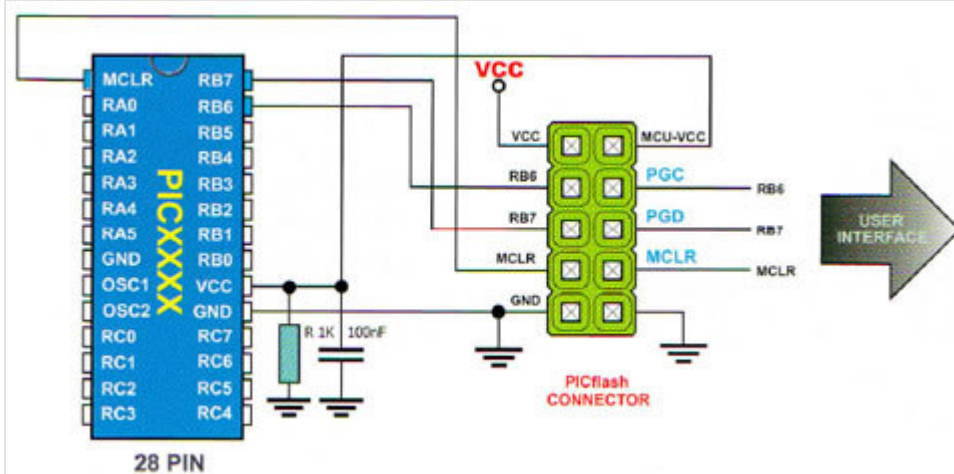 MCLR
RA0
RA1
RA2
RA3
RA4
RA5
GND
OSC1
OSC2
RC0
RC1
RC2
RC3
PICXXXX
RB7
RB6
RB5
RB4
RB3
RB2
RB1
RB0
VCC
GND
RC7
RC6
RC5
RC4
28 PIN
R 1K
100nF
VCC
VCC
RB6
RB7
MCLR
GND
MCU-VCC
PGC
PGD
MCLR
RB6
RB7
MCLR
PICflash
CONNECTOR
USER
INTERFACE